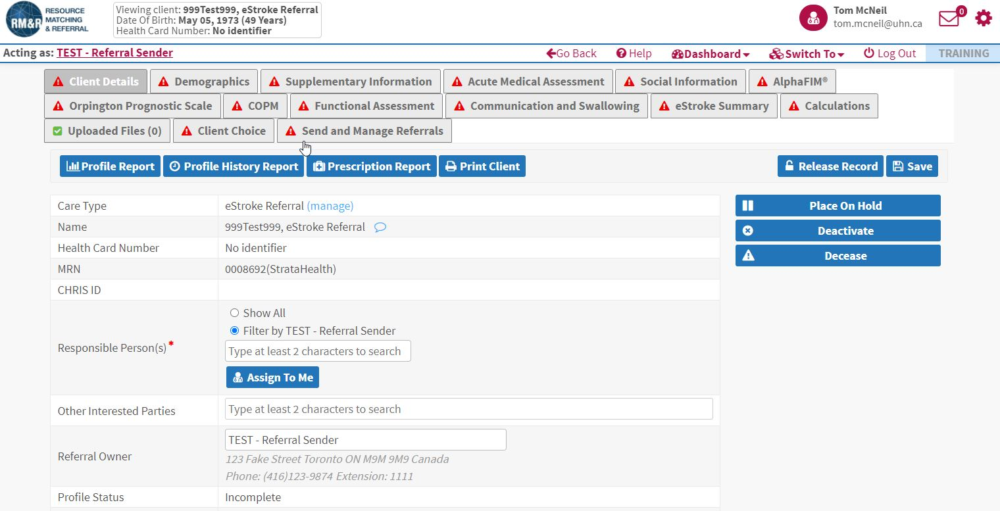 RM&R RESOURCE MATCHING & REFERRAL
Viewing client: 999Test999, eStroke Referral
Date Of Birth: May 05, 1973 (49 Years)
Health Card Number: No identifier
Tom McNeil
tom.mcneil@uhn.ca
0
Acting as: TEST - Referral Sender
Go Back
Help
Dashboard
Switch To
Log Out
TRAINING
Client Details
Demographics
Supplementary Information
Acute Medical Assessment
Social Information
AlphaFIM®
Orpington Prognostic Scale
COPM
Functional Assessment
Communication and Swallowing
eStroke Summary
Calculations
Uploaded Files (0)
Client Choice
Send and Manage Referrals
Profile Report
Profile History Report
Prescription Report
Print Client
Release Record
Save
Care Type eStroke Referral (manage)
Name 999Test999, eStroke Referral
Health Card Number No identifier
MRN 0008692(StrataHealth)
CHRIS ID
Responsible Person(s) *
Show All
Filter by TEST - Referral Sender
Type at least 2 characters to search
Assign To Me
Other Interested Parties Type at least 2 characters to search
Referral Owner
TEST - Referral Sender
123 Fake Street Toronto ON M9M 9M9 Canada
Phone: (416)123-9874 Extension: 1111
Profile Status Incomplete
Place On Hold
Deactivate
Decease